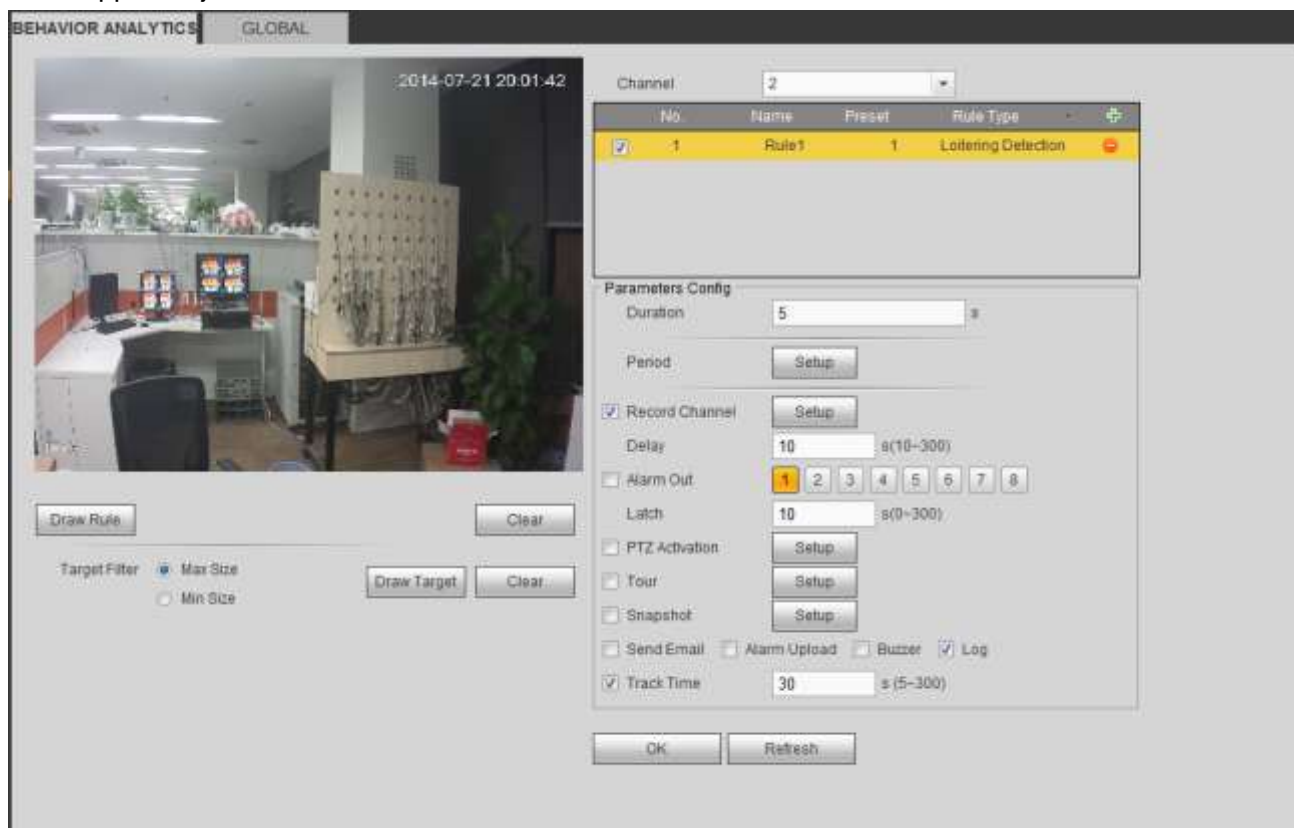 BEHAVIOR ANALYTICS GLOBAL
2014-07-21 20:01:42
Channel 2
No. Name Preset Rule Type
1 Rule1 1 Loitering Detection
Parameters Config
Duration 5 s
Period Setup
Record Channel Setup
Delay 10 s(10~300)
Alarm Out 1 2 3 4 5 6 7 8
Latch 10 s(0~300)
PTZ Activation Setup
Tour Setup
Snapshot Setup
Send Email Alarm Upload Buzzer Log
Track Time 30 s (5~300)
OK Refresh
Draw Rule Clear
Target Filter Max Size
Min Size
Draw Target Clear